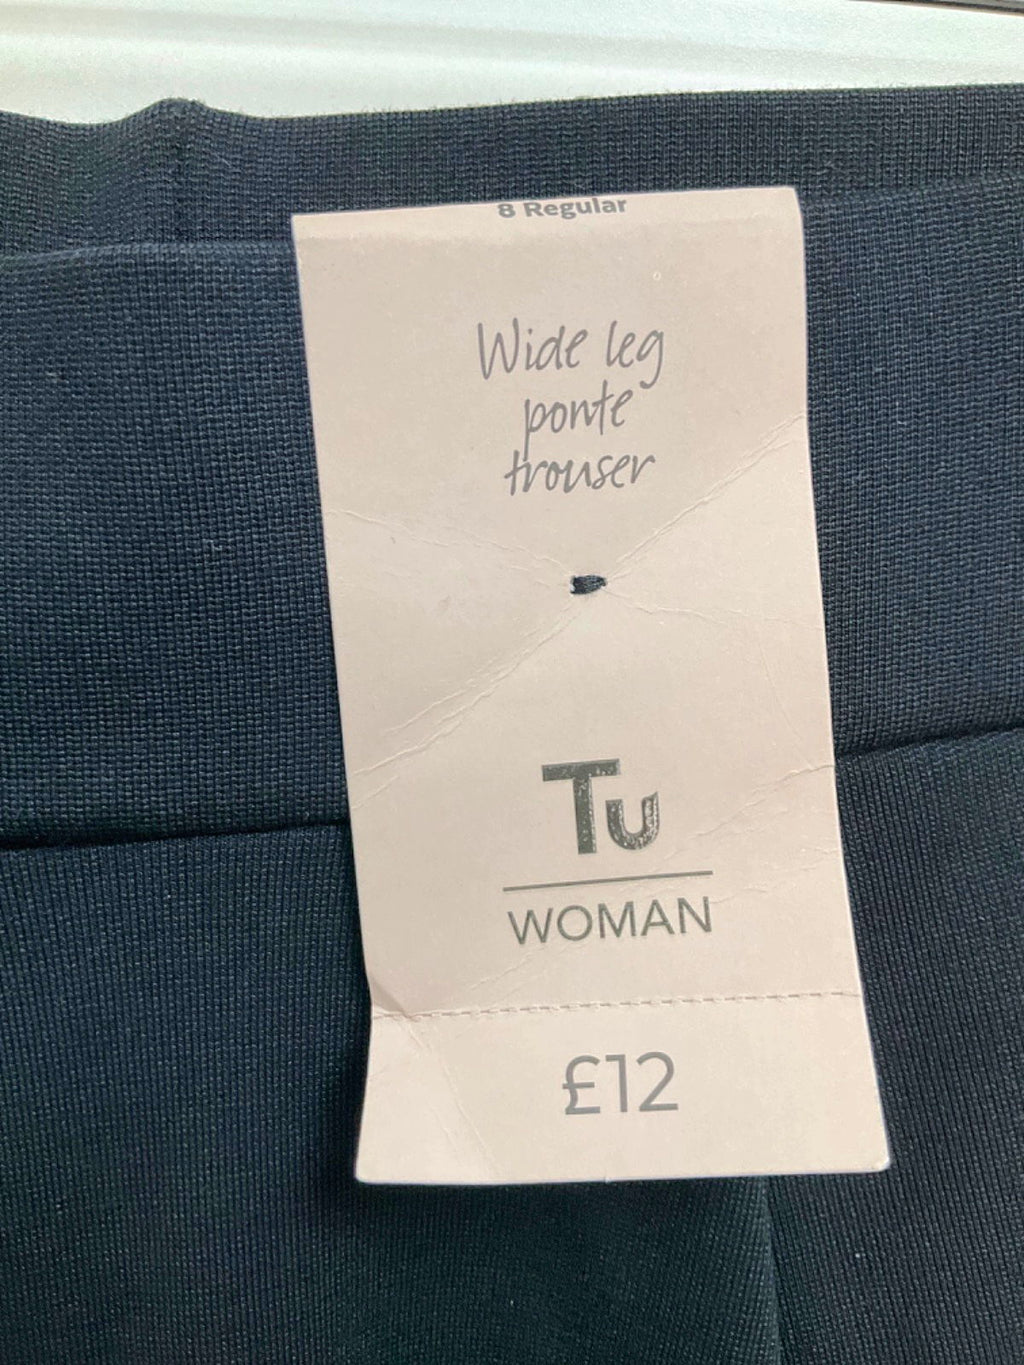 8 Regular
Wide leg
ponte
trouser
Tu
WOMAN
£12